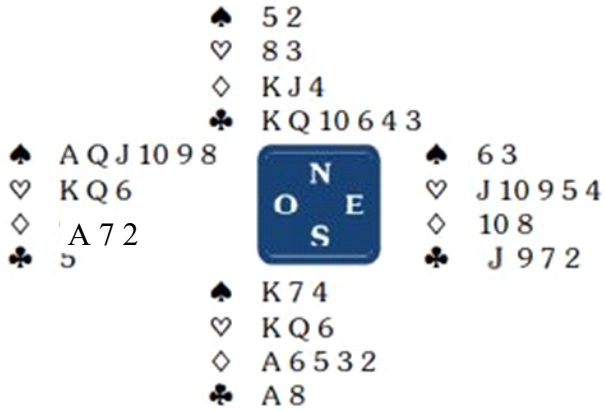 ♠ 5 2
♡ 8 3
♢ K J 4
♣ K Q 10 6 4 3
♠ A Q J 10 9 8
♡ K Q 6
♢ A 7 2
♣ 5
N
O E
S
♠ 6 3
♡ J 10 9 5 4
♢ 10 8
♣ J 9 7 2
♠ K 7 4
♡ K Q 6
♢ A 6 5 3 2
♣ A 8